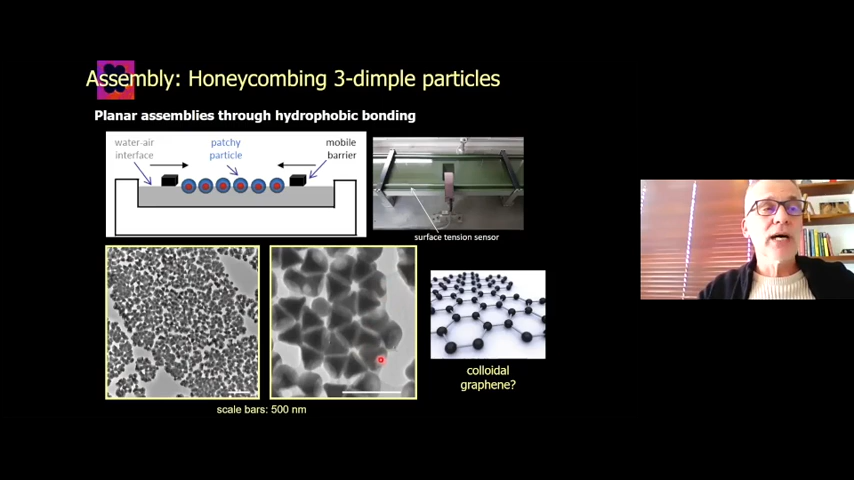 Assembly: Honeycombing 3-dimple particles
Planar assemblies through hydrophobic bonding
water-air
interface
patchy
particle
mobile
barrier
surface tension sensor
colloidal
graphene?
scale bars: 500 nm